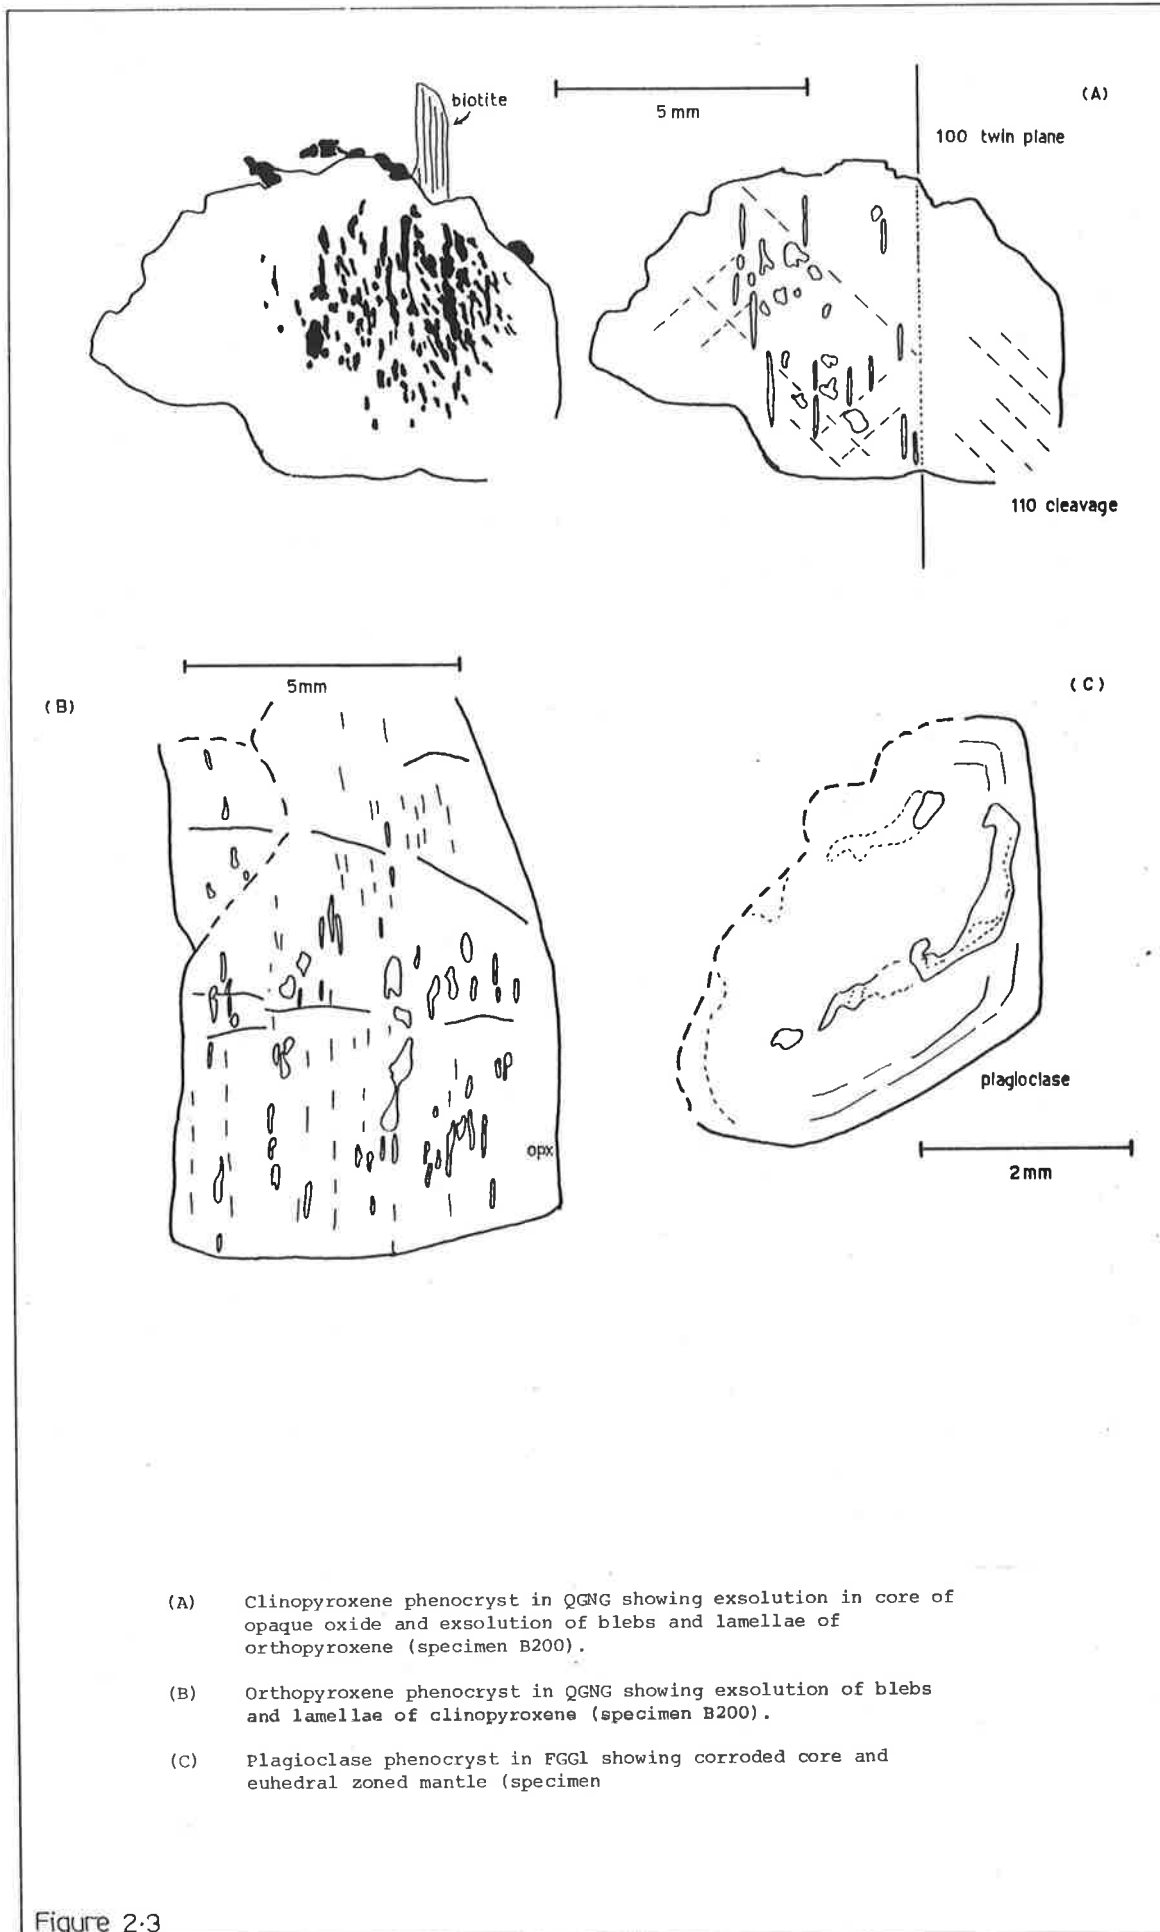 biotite
5 mm
(A)
100 twin plane
110 cleavage
5mm
(B)
(C)
plagioclase
opx
2mm
(A) Clinopyroxene phenocryst in QGNG showing exsolution in core of
opaque oxide and exsolution of blebs and lamellae of
orthopyroxene (specimen B200).
(B) Orthopyroxene phenocryst in QGNG showing exsolution of blebs
and lamellae of clinopyroxene (specimen B200).
(C) Plagioclase phenocryst in FGG1 showing corroded core and
euhedral zoned mantle (specimen
Figure 2·3